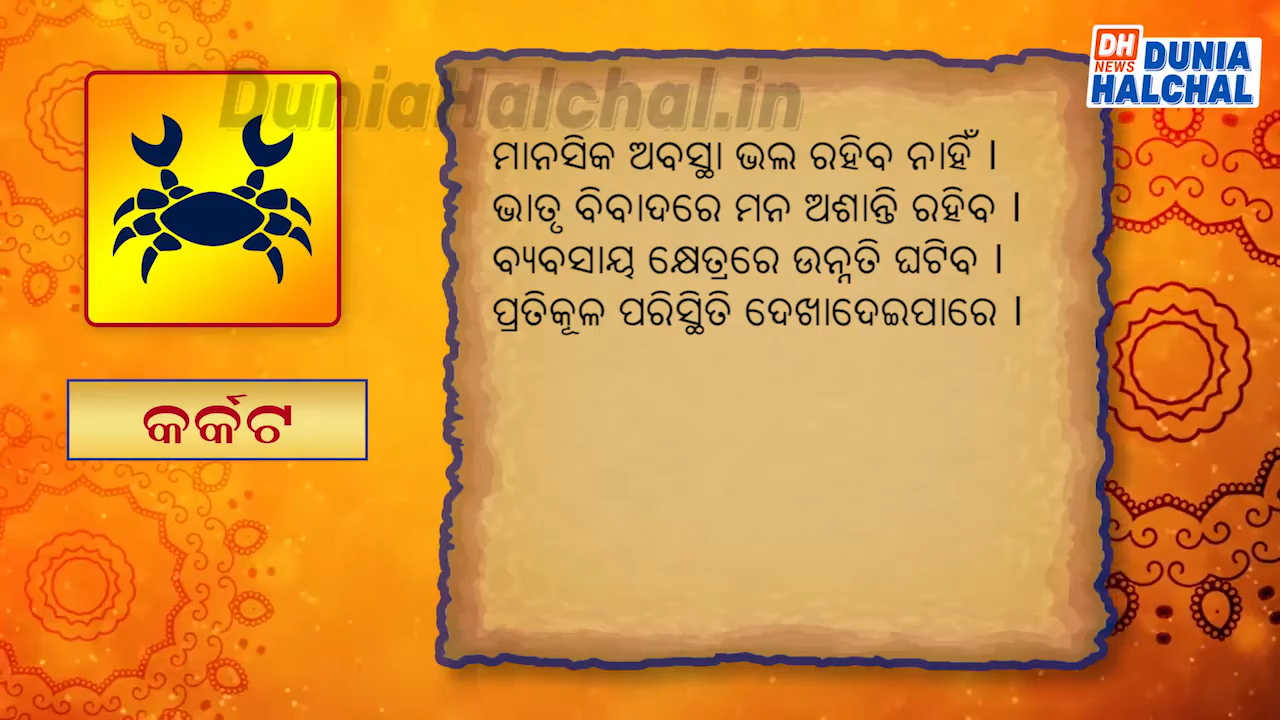 DuniaHalchal.in
DH NEWS DUNIA HALCHAL
ମାନସିକ ଅବସ୍ଥା ଭଲ ରହିବ ନାହିଁ ।
ଭାତୃ ବିବାଦରେ ମନ ଅଶାନ୍ତି ରହିବ ।
ବ୍ୟବସାୟ କ୍ଷେତ୍ରରେ ଉନ୍ନତି ଘଟିବ ।
ପ୍ରତିକୂଳ ପରିସ୍ଥିତି ଦେଖାଦେଇପାରେ ।
କର୍କଟ